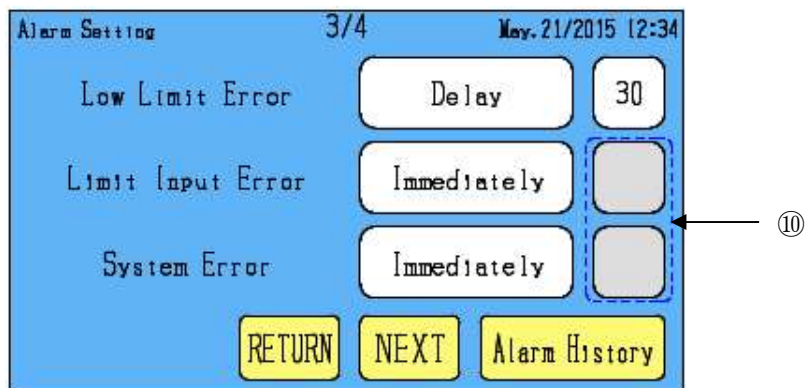 Alarm Setting 3/4 May.21/2015 12:34
Low Limit Error Delay 30
Limit Input Error Immediately
⑩
System Error Immediately
RETURN NEXT Alarm History